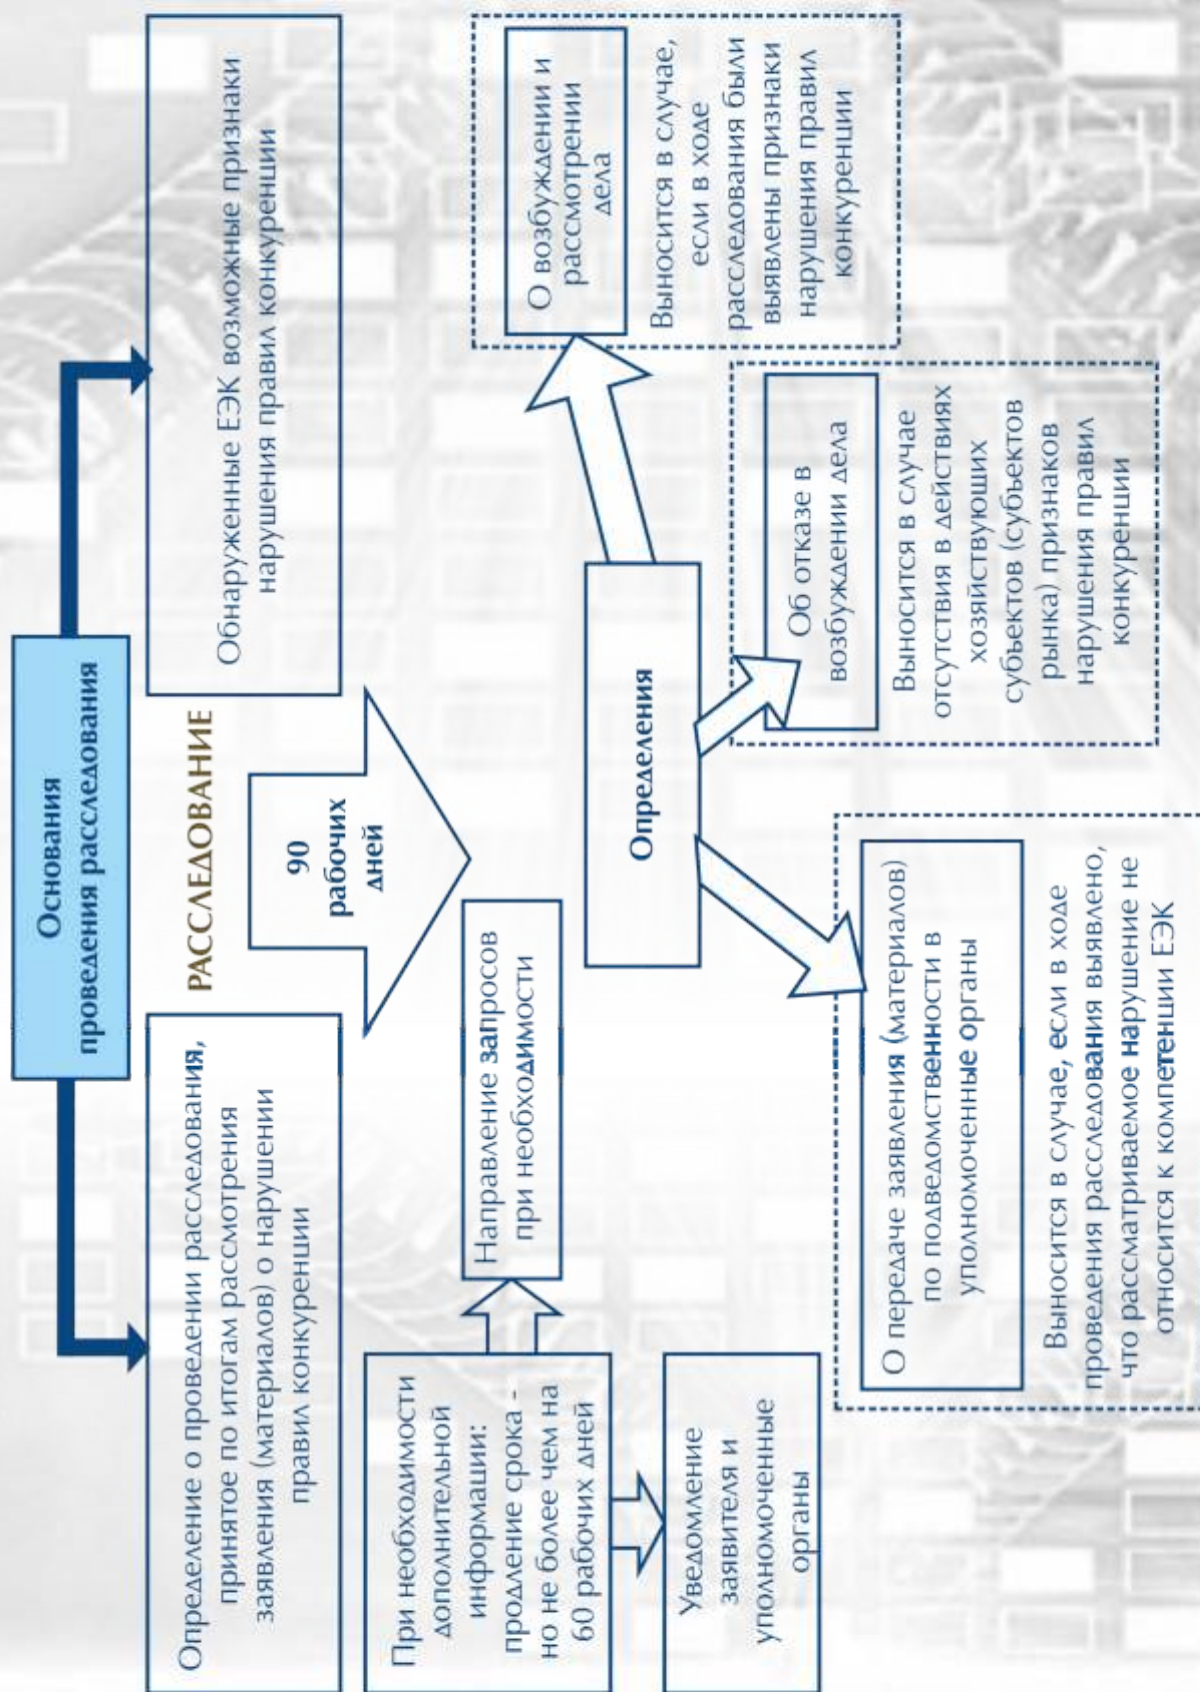 Основания
проведения расследования
Определение о проведении расследования,
принятое по итогам рассмотрения
заявления (материалов) о нарушении
правил конкуренции
РАССЛЕДОВАНИЕ
Обнаруженные ЕЭК возможные признаки
нарушения правил конкуренции
90
рабочих
дней
При необходимости
дополнительной
информации:
продление срока -
но не более чем на
60 рабочих дней
Направление запросов
при необходимости
Уведомление
заявителя и
уполномоченные
органы
Определения
О передаче заявления (материалов)
по подведомственности в
уполномоченные органы
Выносится в случае, если в ходе
проведения расследования выявлено,
что рассматриваемое нарушение не
относится к компетенции ЕЭК
Об отказе в
возбуждении дела
Выносится в случае
отсутствия в действиях
хозяйствующих
субъектов (субъектов
рынка) признаков
нарушения правил
конкуренции
О возбуждении и
рассмотрении
дела
Выносится в случае,
если в ходе
расследования были
выявлены признаки
нарушения правил
конкуренции